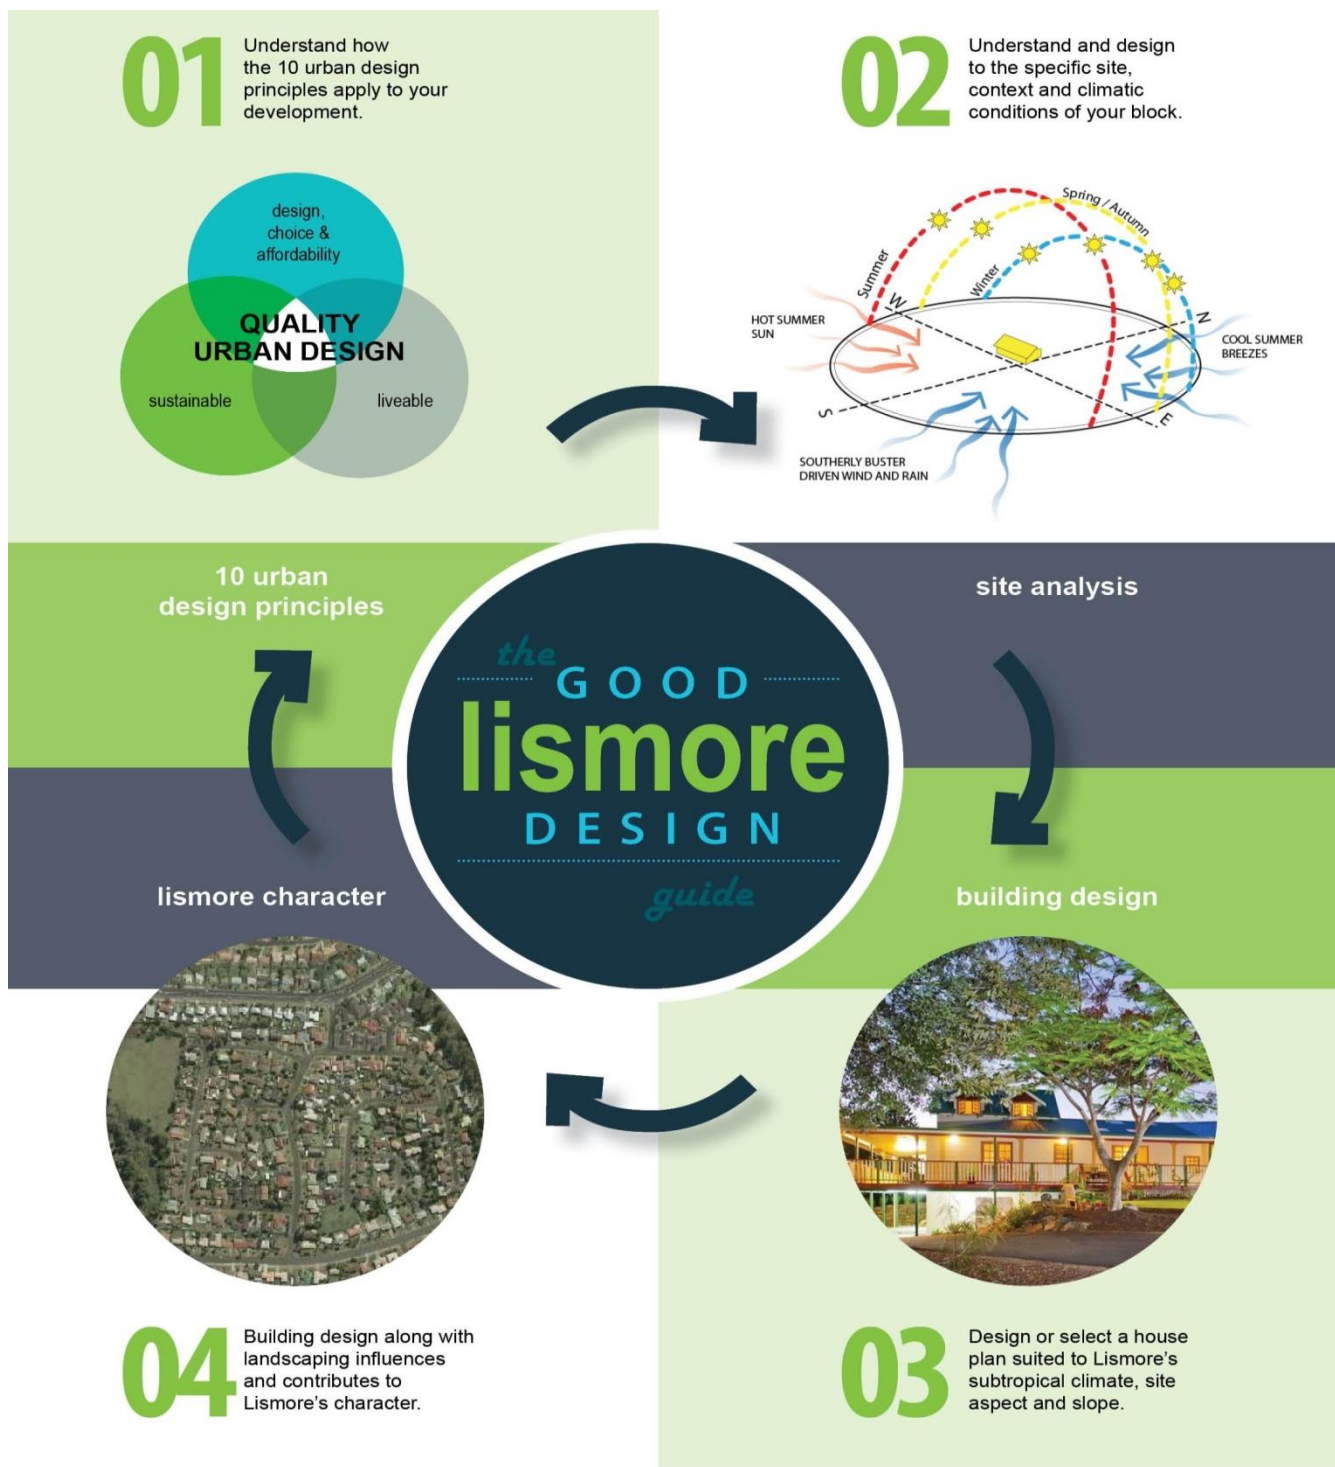 01
Understand how
the 10 urban design
principles apply to your
development.
design,
choice &
affordability
QUALITY
URBAN DESIGN
sustainable
liveable
02
Understand and design
to the specific site,
context and climatic
conditions of your block.
Spring / Autumn
Summer
Winter
W
N
S
E
HOT SUMMER
SUN
COOL SUMMER
BREEZES
SOUTHERLY BUSTER
DRIVEN WIND AND RAIN
10 urban
design principles
site analysis
the
GOOD
lismore
DESIGN
guide
lismore character
building design
04
Building design along with
landscaping influences
and contributes to
Lismore's character.
03
Design or select a house
plan suited to Lismore's
subtropical climate, site
aspect and slope.